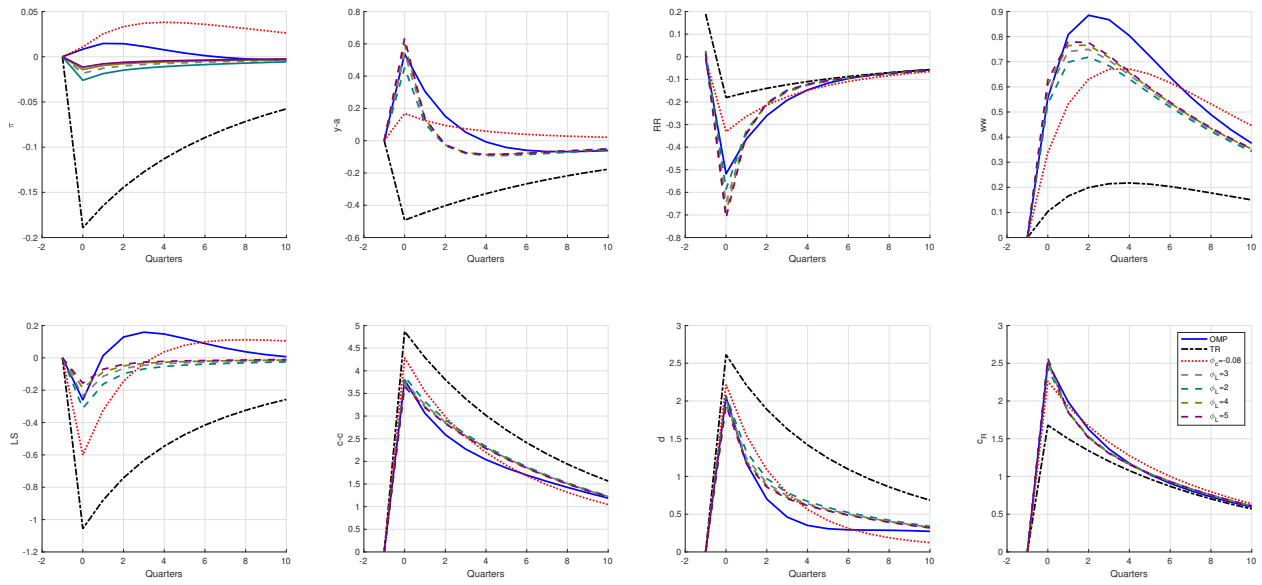 0.05
0
-0.05
-0.1
-0.15
-0.2
π
-2 0 2 4 6 8 10
Quarters
0.8
0.6
0.4
0.2
0
-0.2
-0.4
-0.6
y-a
-2 0 2 4 6 8 10
Quarters
0.2
0.1
0
-0.1
-0.2
-0.3
-0.4
-0.5
-0.6
-0.7
-0.8
RR
-2 0 2 4 6 8 10
Quarters
0.9
0.8
0.7
0.6
0.5
0.4
0.3
0.2
0.1
0
ww
-2 0 2 4 6 8 10
Quarters
0.2
0
-0.2
-0.4
-0.6
-0.8
-1
-1.2
LS
-2 0 2 4 6 8 10
Quarters
5
4.5
4
3.5
3
2.5
2
1.5
1
0.5
0
c-c
-2 0 2 4 6 8 10
Quarters
3
2.5
2
1.5
1
0.5
0
d
-2 0 2 4 6 8 10
Quarters
3
2.5
2
1.5
1
0.5
0
c_R
-2 0 2 4 6 8 10
Quarters
OMP
TR
ϕ_c=-0.08
ϕ_L=3
ϕ_L=2
ϕ_L=4
ϕ_L=5